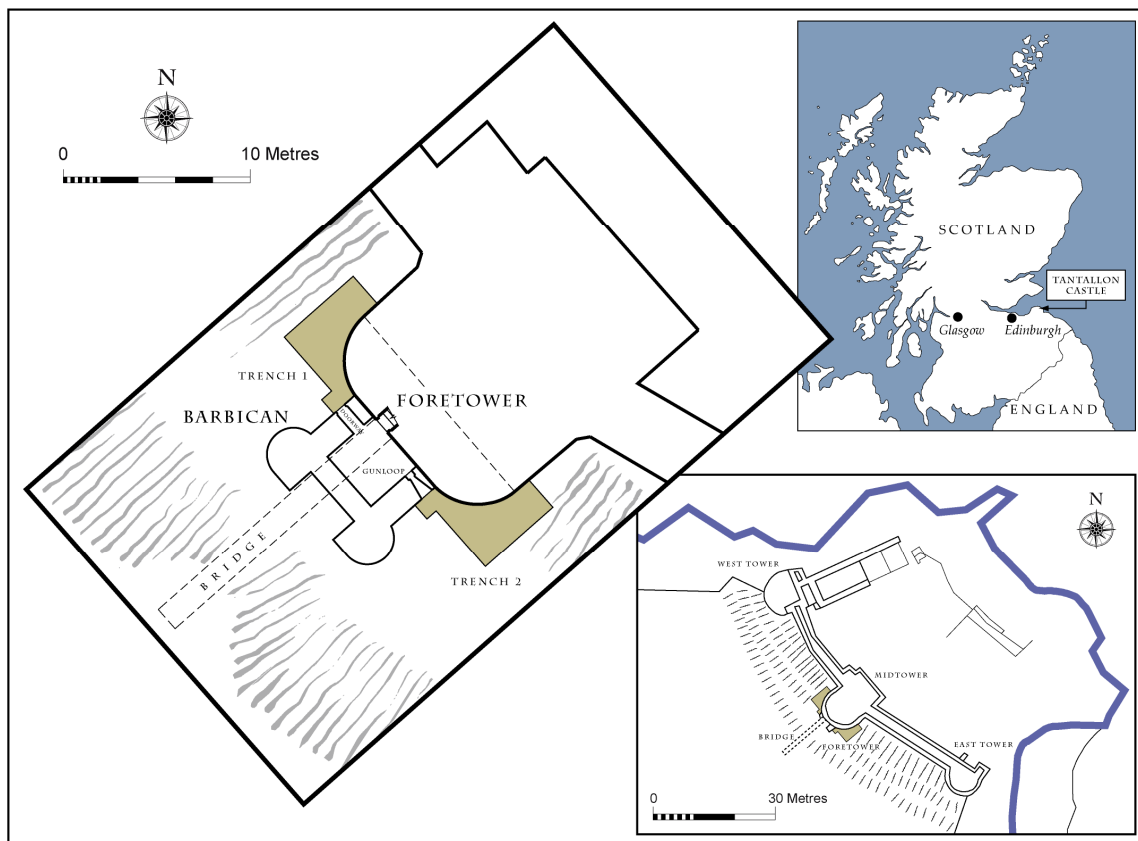 N
0 10 Metres
TRENCH 1
BARBICAN
FORETOWER
DOORWAY
GUNLOOP
BRIDGE
TRENCH 2
SCOTLAND
TANTALLON
CASTLE
Glasgow
Edinburgh
ENGLAND
N
WEST TOWER
MIDTOWER
BRIDGE
FORETOWER
EAST TOWER
0 30 Metres